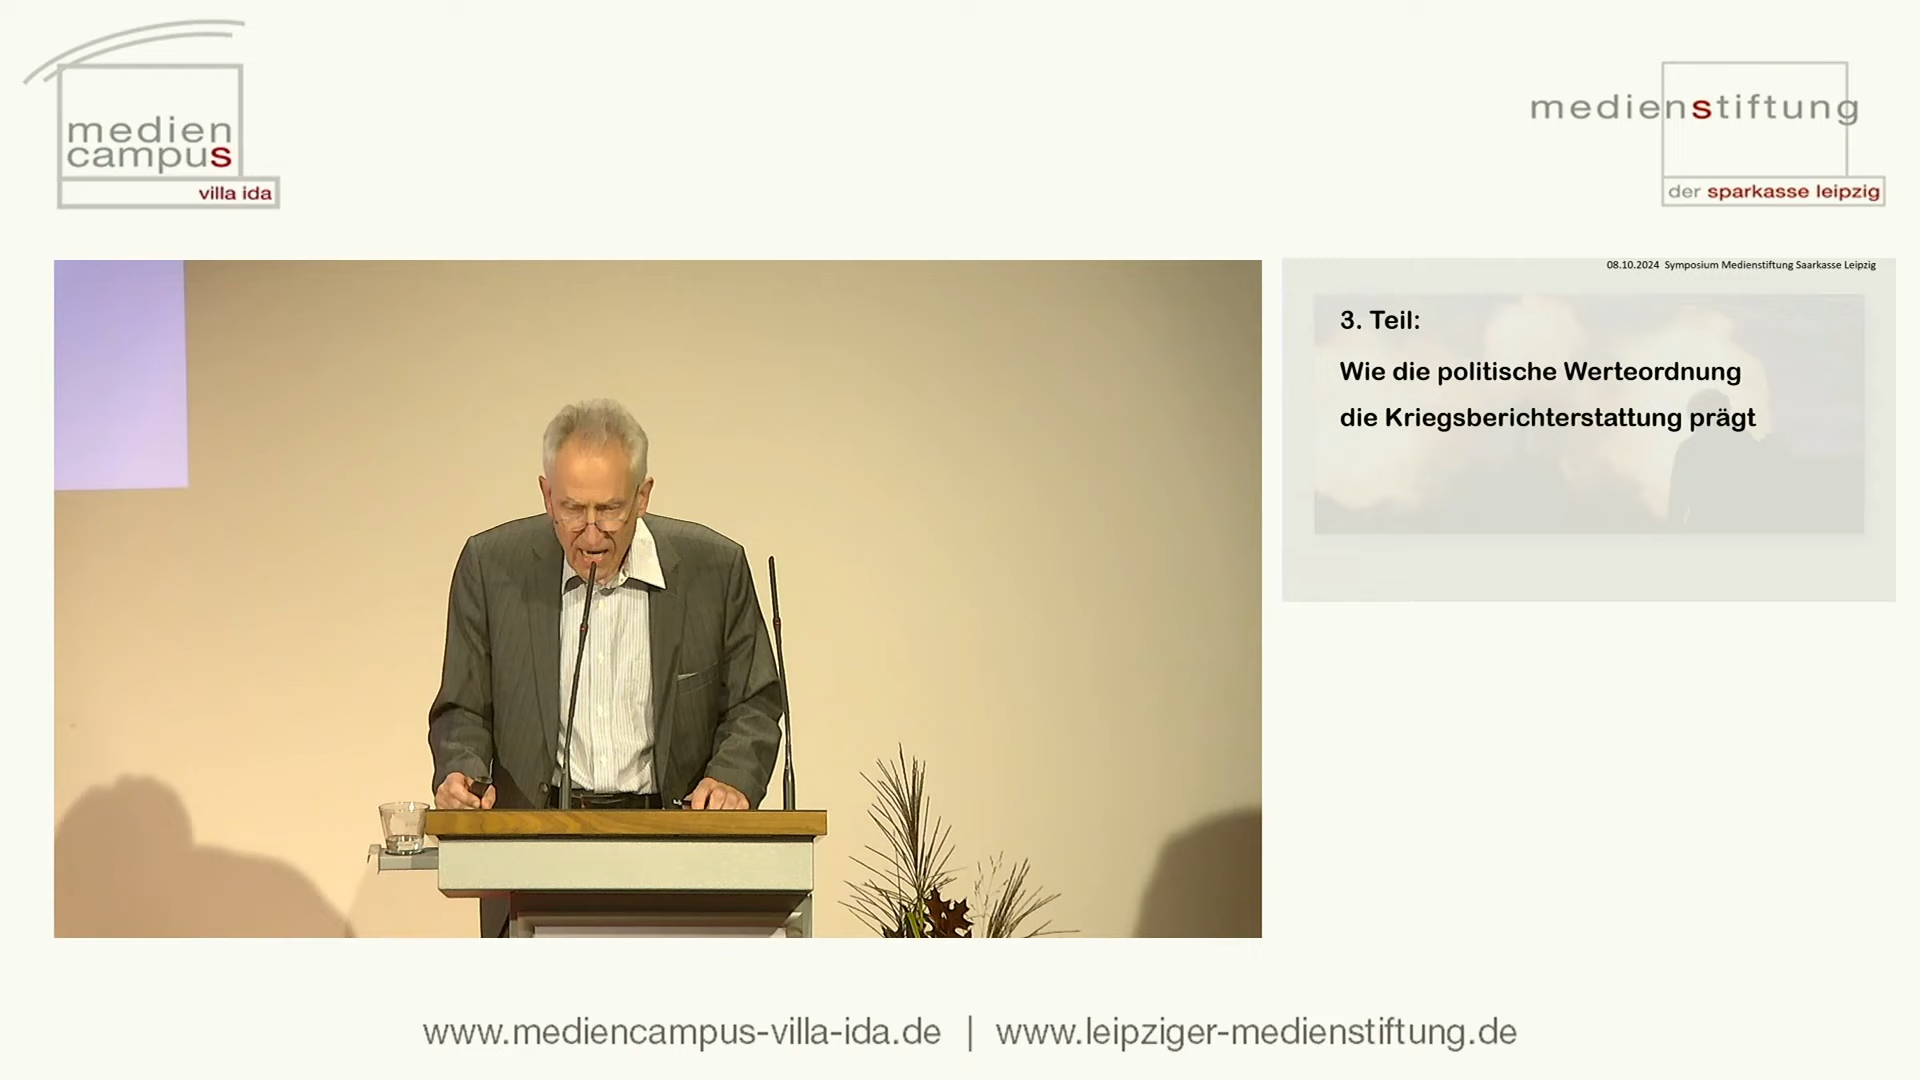 medien
campus
villa ida
medienstiftung
der sparkasse leipzig
08.10.2024 Symposium Medienstiftung Saarkasse Leipzig
3. Teil:
Wie die politische Werteordnung
die Kriegsberichterstattung prägt
www.mediencampus-villa-ida.de | www.leipziger-medienstiftung.de